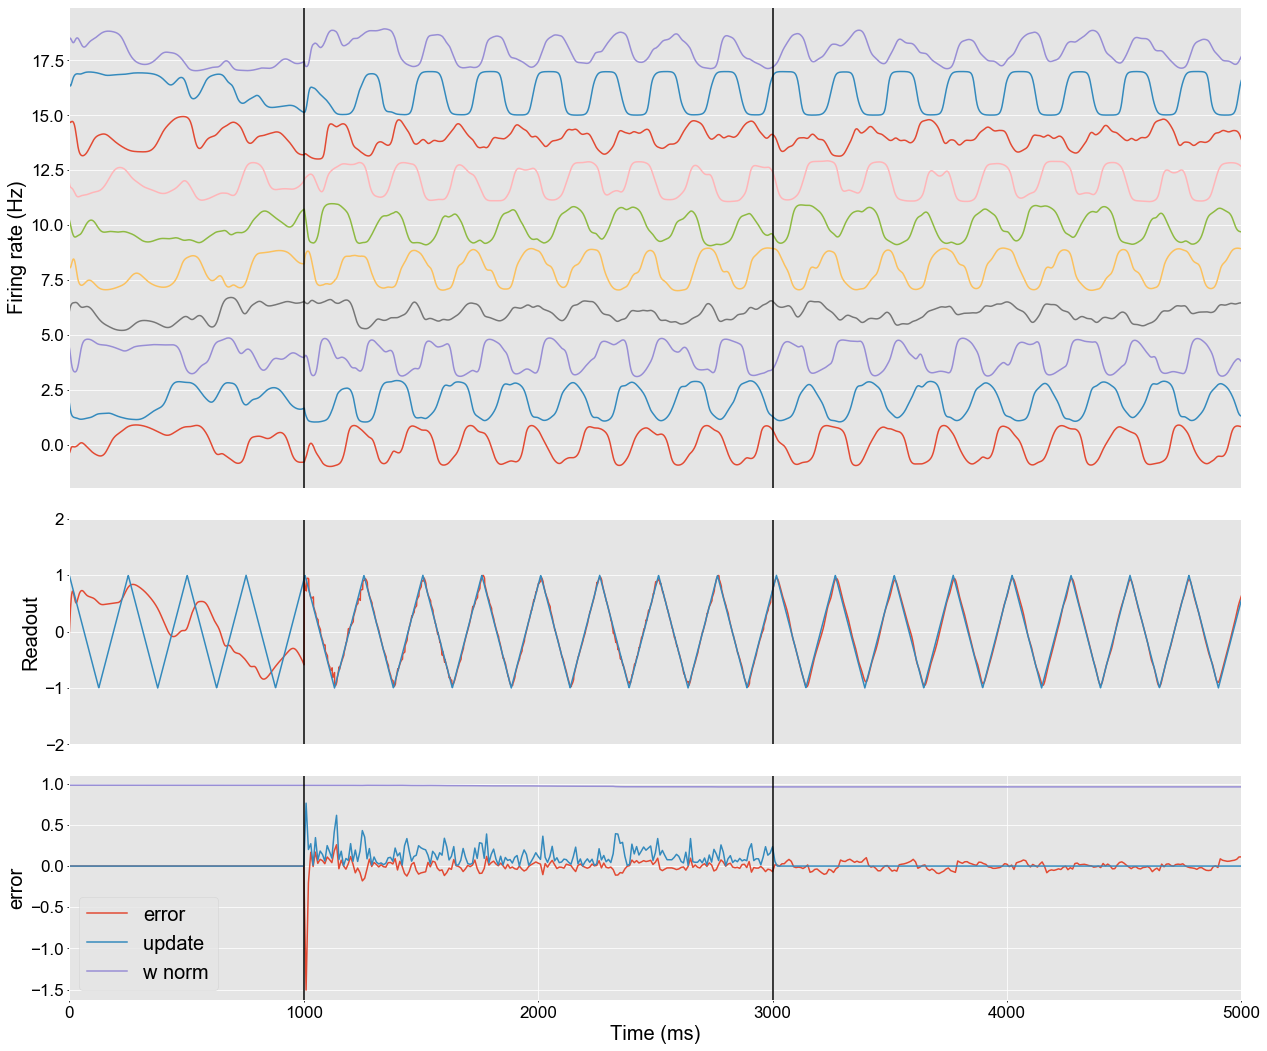 17.5
15.0
12.5
10.0
7.5
5.0
2.5
0.0
Firing rate (Hz)
2
1
0
−1
−2
Readout
1.0
0.5
0.0
−0.5
−1.0
−1.5
error
error
update
w norm
0 1000 2000 3000 4000 5000
Time (ms)